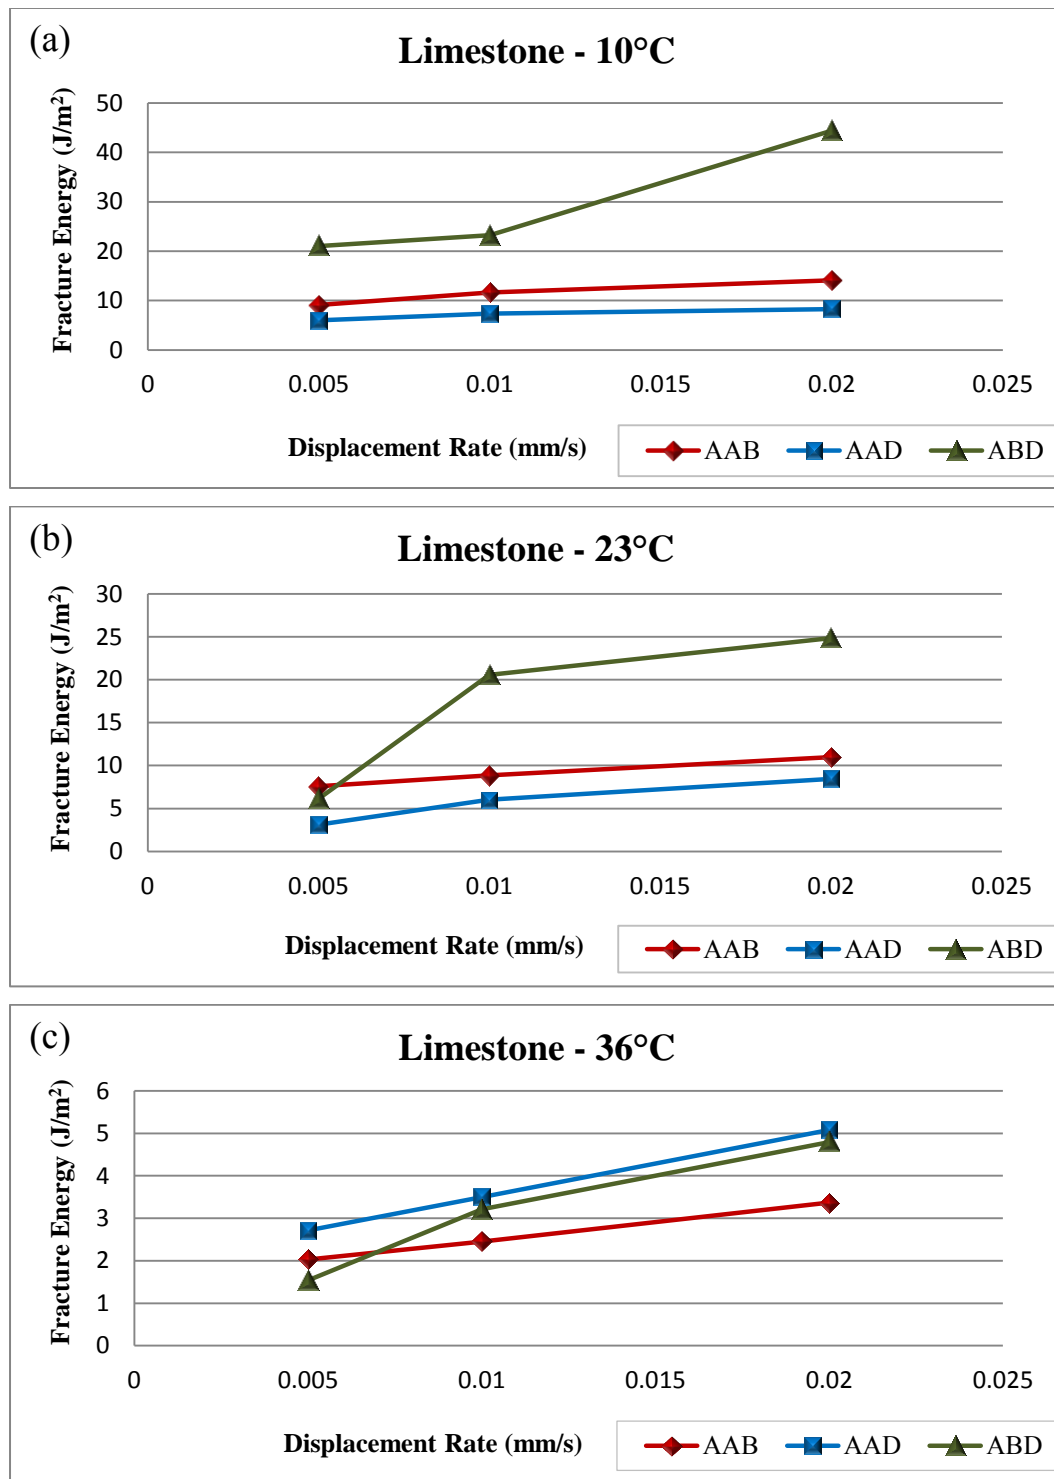 (a)
Limestone - 10°C
Fracture Energy (J/m²)
50
40
30
20
10
0
0 0.005 0.01 0.015 0.02 0.025
Displacement Rate (mm/s)
AAB AAD ABD
(b)
Limestone - 23°C
Fracture Energy (J/m²)
30
25
20
15
10
5
0
0 0.005 0.01 0.015 0.02 0.025
Displacement Rate (mm/s)
AAB AAD ABD
(c)
Limestone - 36°C
Fracture Energy (J/m²)
6
5
4
3
2
1
0
0 0.005 0.01 0.015 0.02 0.025
Displacement Rate (mm/s)
AAB AAD ABD